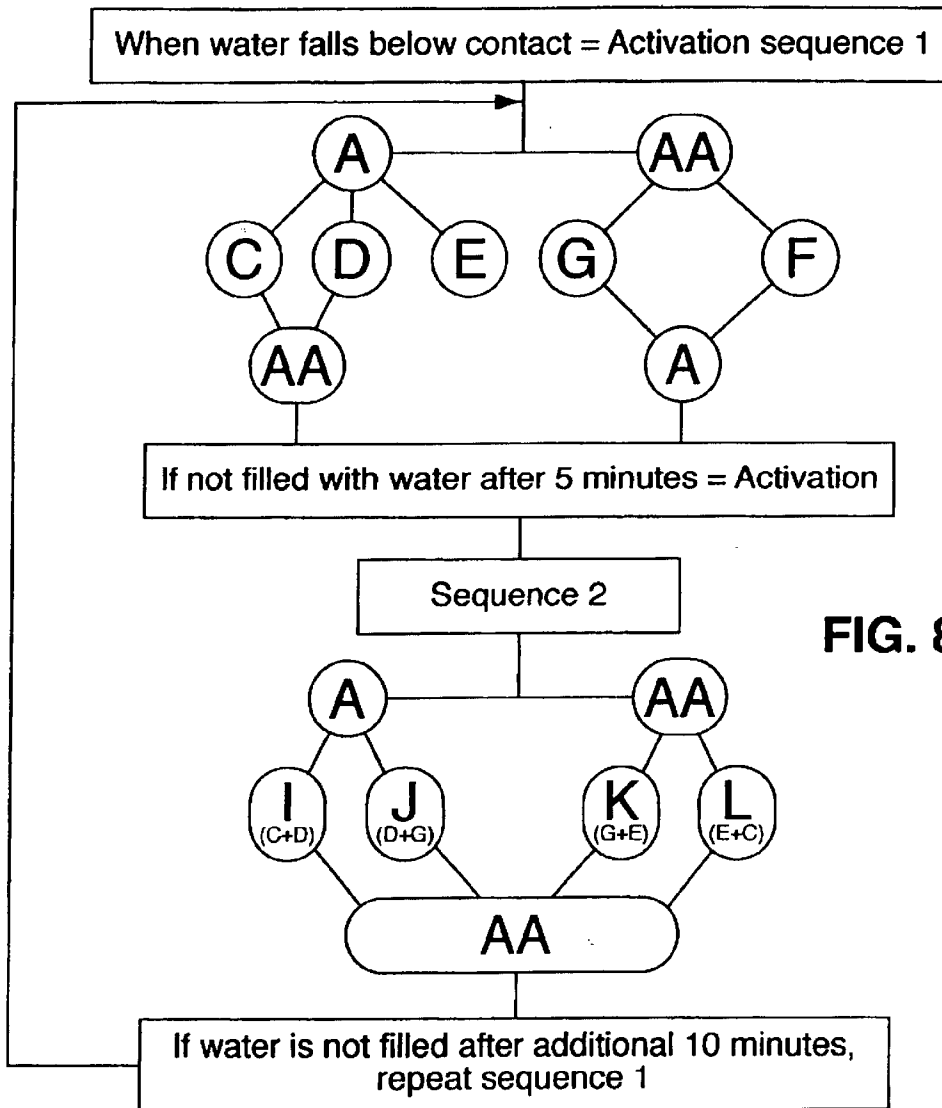 When water falls below contact = Activation sequence 1
A AA
C D E G F
AA A
If not filled with water after 5 minutes = Activation
Sequence 2
FIG. 8
A AA
I J K L
(C+D) (D+G) (G+E) (E+C)
AA
If water is not filled after additional 10 minutes,
repeat sequence 1